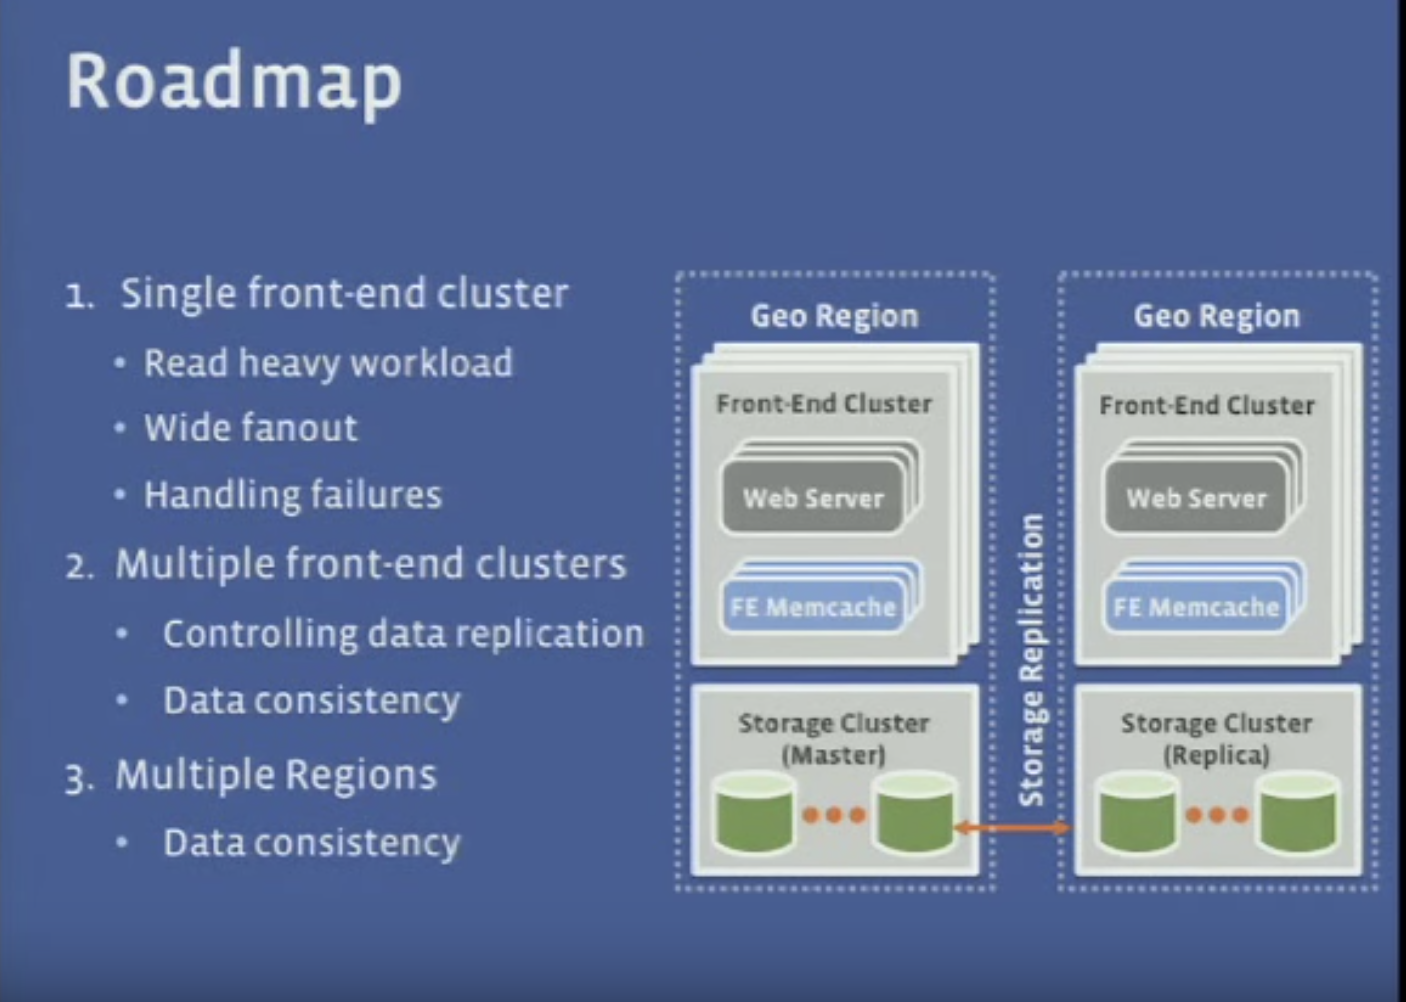 Roadmap
1. Single front-end cluster
• Read heavy workload
• Wide fanout
• Handling failures
2. Multiple front-end clusters
• Controlling data replication
• Data consistency
3. Multiple Regions
• Data consistency
Geo Region
Front-End Cluster
Web Server
FE Memcache
Storage Cluster
(Master)
Storage Replication
Geo Region
Front-End Cluster
Web Server
FE Memcache
Storage Cluster
(Replica)